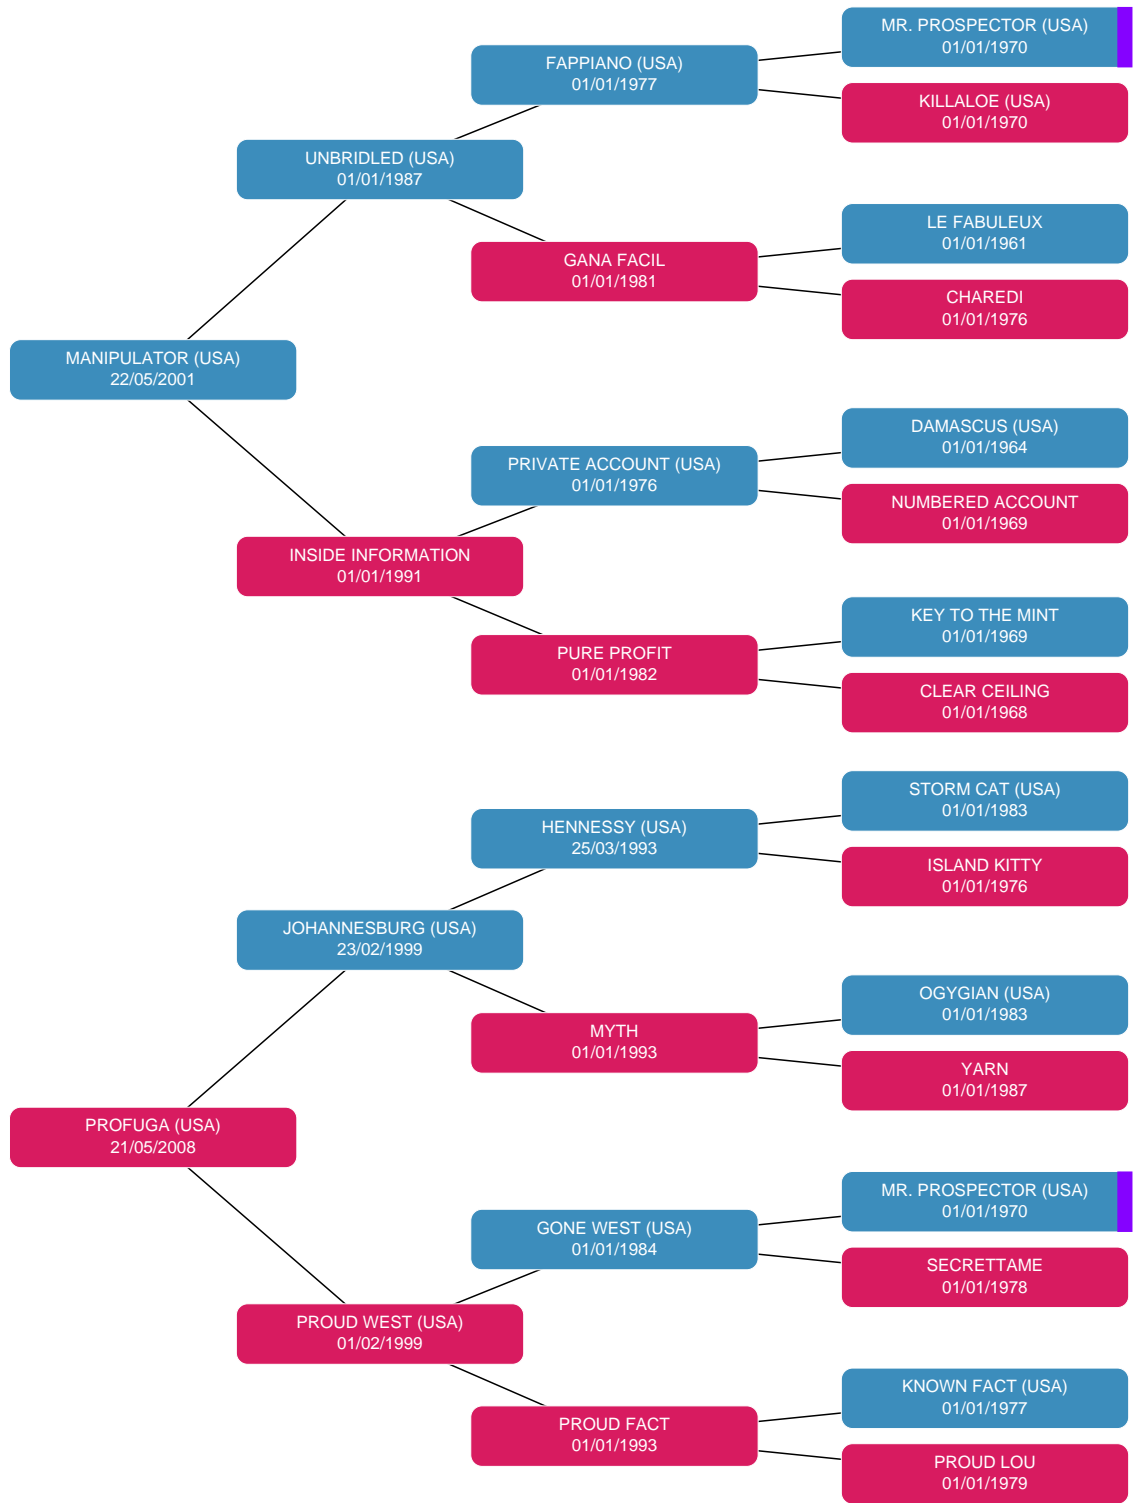 MR. PROSPECTOR (USA)
01/01/1970
FAPPIANO (USA)
01/01/1977
KILLALOE (USA)
01/01/1970
UNBRIDLED (USA)
01/01/1987
LE FABULEUX
01/01/1961
GANA FACIL
01/01/1981
CHAREDI
01/01/1976
MANIPULATOR (USA)
22/05/2001
DAMASCUS (USA)
01/01/1964
PRIVATE ACCOUNT (USA)
01/01/1976
NUMBERED ACCOUNT
01/01/1969
INSIDE INFORMATION
01/01/1991
KEY TO THE MINT
01/01/1969
PURE PROFIT
01/01/1982
CLEAR CEILING
01/01/1968
STORM CAT (USA)
01/01/1983
HENNESSY (USA)
25/03/1993
ISLAND KITTY
01/01/1976
JOHANNESBURG (USA)
23/02/1999
OGYGIAN (USA)
01/01/1983
MYTH
01/01/1993
YARN
01/01/1987
PROFUGA (USA)
21/05/2008
MR. PROSPECTOR (USA)
01/01/1970
GONE WEST (USA)
01/01/1984
SECRETTAME
01/01/1978
PROUD WEST (USA)
01/02/1999
KNOWN FACT (USA)
01/01/1977
PROUD FACT
01/01/1993
PROUD LOU
01/01/1979